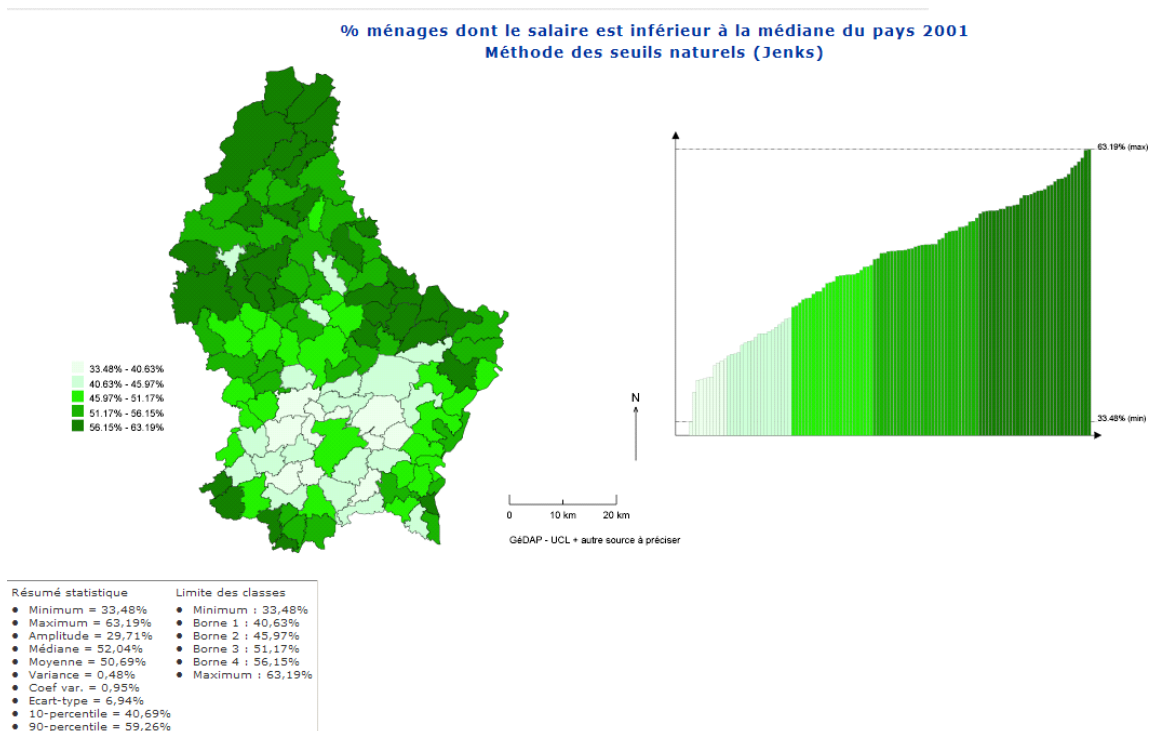 % ménages dont le salaire est inférieur à la médiane du pays 2001
Méthode des seuils naturels (Jenks)
63.19% (max)
33.48% - 40.63%
40.63% - 45.97%
45.97% - 51.17%
51.17% - 56.15%
56.15% - 63.19%
N
33.48% (min)
0 10 km 20 km
GéDAP - UCL + autre source à préciser
Résumé statistique
• Minimum = 33,48%
• Maximum = 63,19%
• Amplitude = 29,71%
• Médiane = 52,04%
• Moyenne = 50,69%
• Variance = 0,48%
• Coef var. = 0,95%
• Ecart-type = 6,94%
• 10-percentile = 40,69%
• 90-percentile = 59,26%
Limite des classes
• Minimum : 33,48%
• Borne 1 : 40,63%
• Borne 2 : 45,97%
• Borne 3 : 51,17%
• Borne 4 : 56,15%
• Maximum : 63,19%